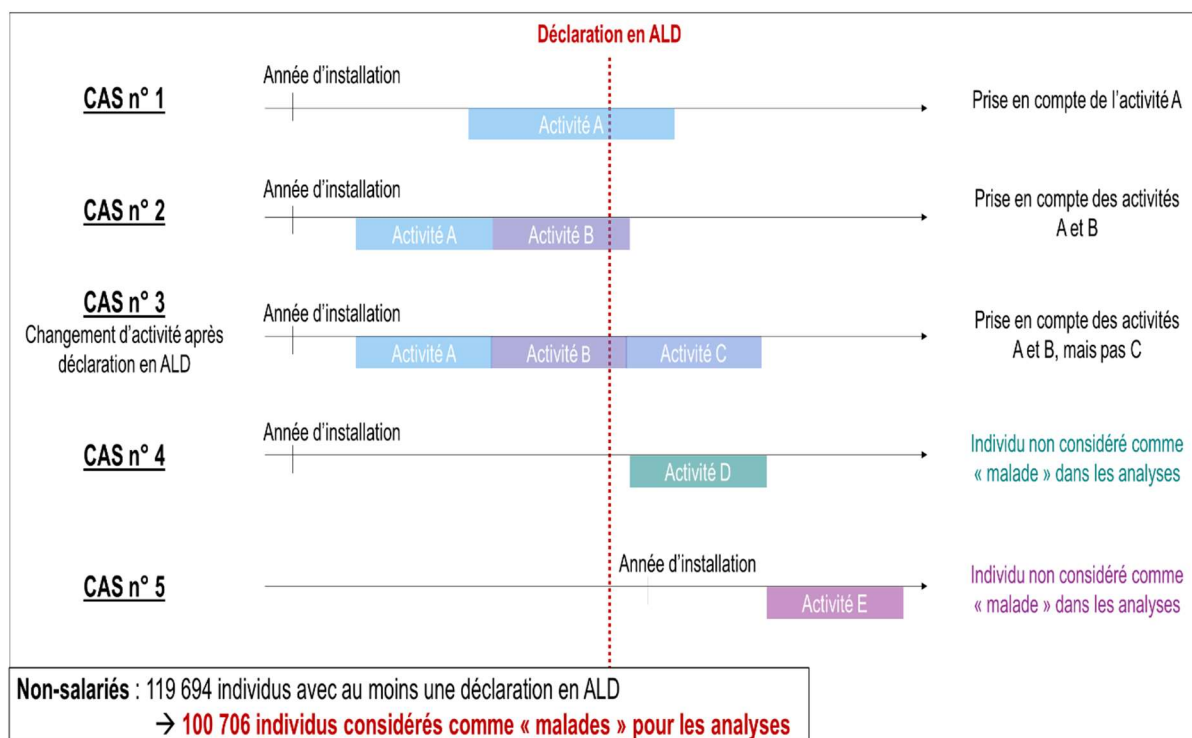 Déclaration en ALD
CAS n° 1
Année d'installation
Activité A
Prise en compte de l'activité A
CAS n° 2
Année d'installation
Activité A
Activité B
Prise en compte des activités
A et B
CAS n° 3
Changement d'activité après
déclaration en ALD
Année d'installation
Activité A
Activité B
Activité C
Prise en compte des activités
A et B, mais pas C
CAS n° 4
Année d'installation
Activité D
Individu non considéré comme
« malade » dans les analyses
CAS n° 5
Année d'installation
Activité E
Individu non considéré comme
« malade » dans les analyses
Non-salariés : 119 694 individus avec au moins une déclaration en ALD
→ 100 706 individus considérés comme « malades » pour les analyses